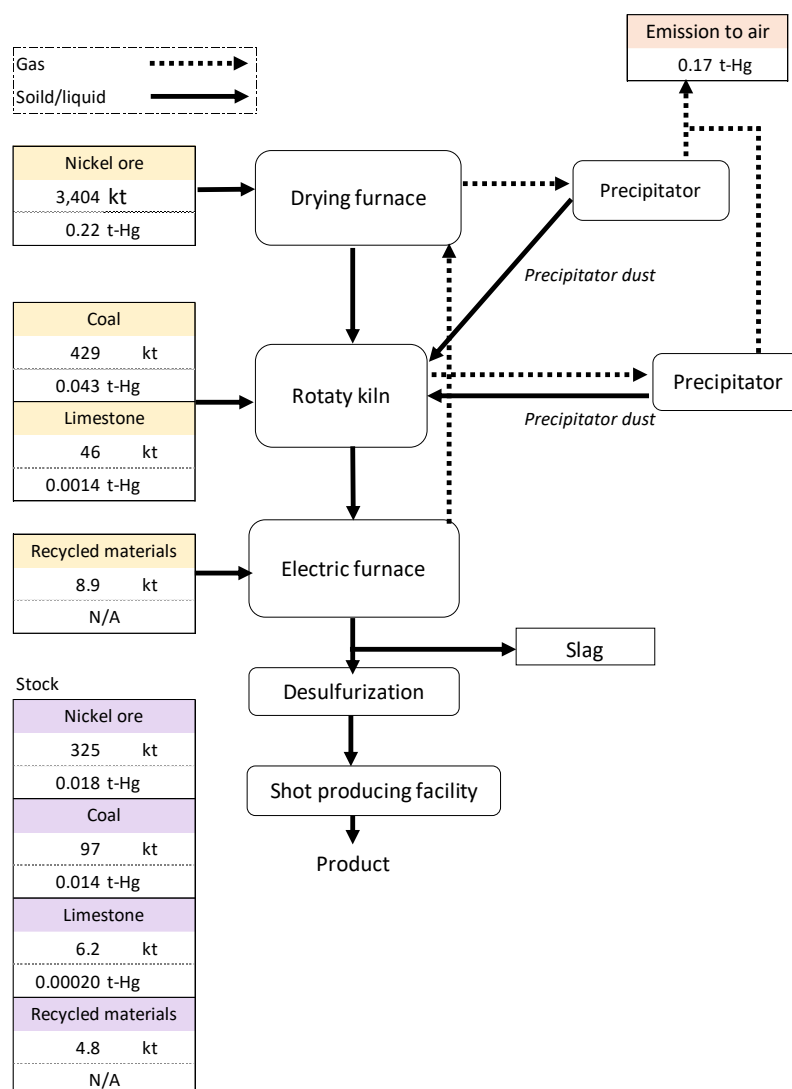 Emission to air
0.17 t-Hg
Gas
Soild/liquid
Nickel ore
3,404 kt
0.22 t-Hg
Drying furnace
Precipitator
Precipitator dust
Coal
429 kt
0.043 t-Hg
Limestone
46 kt
0.0014 t-Hg
Rotaty kiln
Precipitator
Precipitator dust
Recycled materials
8.9 kt
N/A
Electric furnace
Slag
Desulfurization
Shot producing facility
Product
Stock
Nickel ore
325 kt
0.018 t-Hg
Coal
97 kt
0.014 t-Hg
Limestone
6.2 kt
0.00020 t-Hg
Recycled materials
4.8 kt
N/A